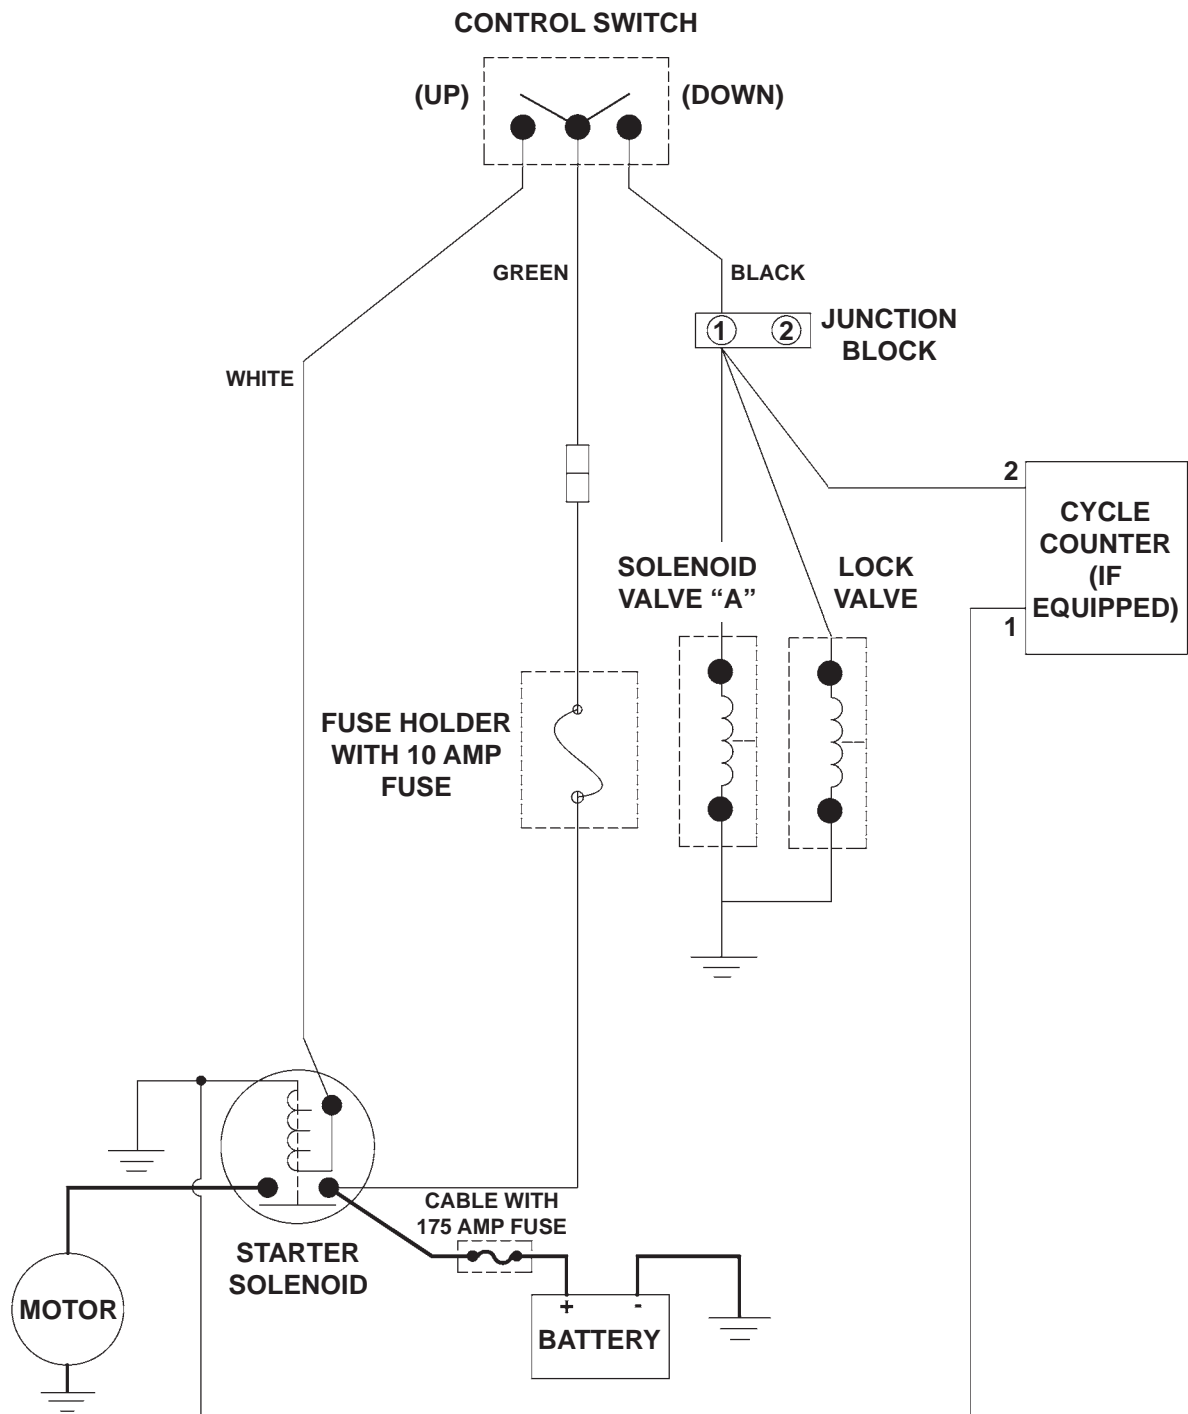 CONTROL SWITCH
(UP)
(DOWN)
GREEN
BLACK
1 2
JUNCTION
BLOCK
WHITE
2
CYCLE
COUNTER
(IF
EQUIPPED)
1
SOLENOID
VALVE “A”
LOCK
VALVE
FUSE HOLDER
WITH 10 AMP
FUSE
CABLE WITH
175 AMP FUSE
STARTER
SOLENOID
MOTOR
+ -
BATTERY